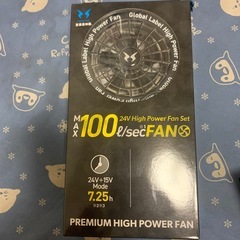 Global Label High Power Fan
Global Label High Power Fan
24V High Power Fan Set
MAX 100ℓ/sec FAN
24V→15V
Mode
7.25h
PREMIUM HIGH POWER FAN